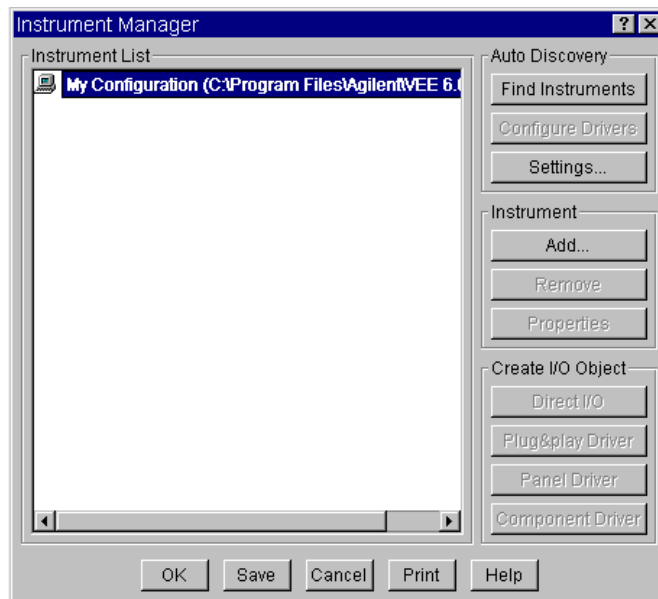 Instrument Manager
Instrument List
My Configuration (C:\Program Files\Agilent\VEE 6.
Auto Discovery
Find Instruments
Configure Drivers
Settings...
Instrument
Add...
Remove
Properties
Create I/O Object
Direct I/O
Plug&play Driver
Panel Driver
Component Driver
OK
Save
Cancel
Print
Help